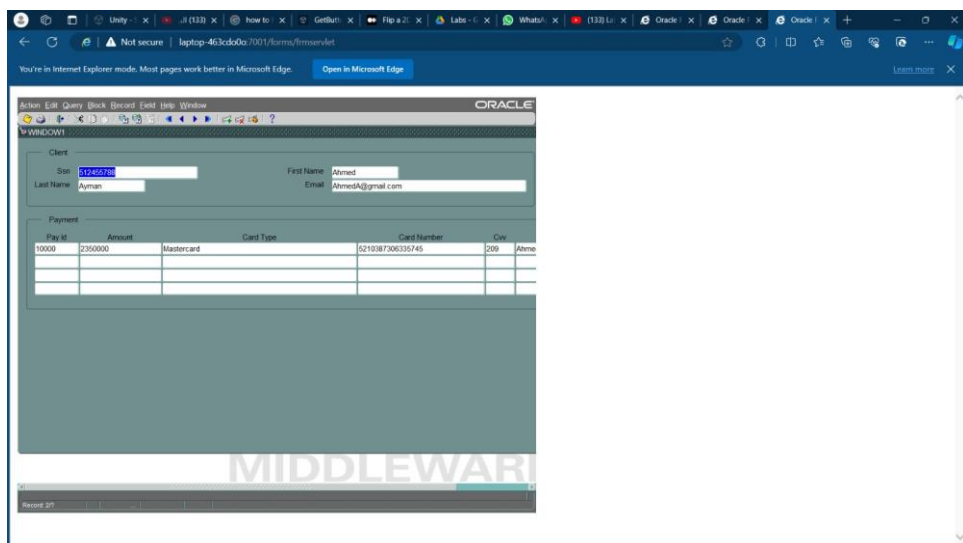 Unity - (133) how to GetButt Flip a 2D Labs - G WhatsA (133) Oracle Oracle Oracle
Not secure laptop-463cdo0o:7001/forms/frmservlet
You're in Internet Explorer mode. Most pages work better in Microsoft Edge. Open in Microsoft Edge Learn more
Action Edit Query Block Record Field Help Window ORACLE
WINDOW1
Client
Ssn 512455788 First Name Ahmed
Last Name Ayman Email AhmedA@gmail.com
Payment
Pay Id Amount Card Type Card Number Cvv
10000 2350000 Mastercard 5210387306335745 209 Ahme
MIDDLEWAR
Record: 2/?